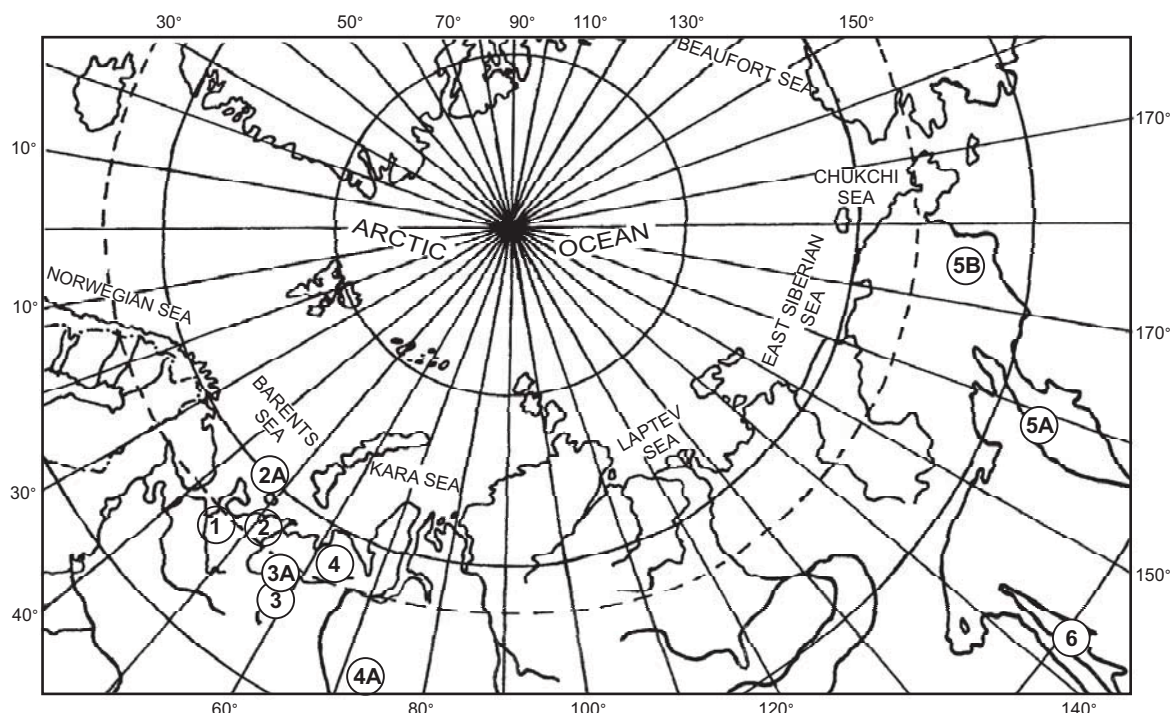 30° 50° 70° 90° 110° 130° 150°
BEAUFORT SEA
170°
10°
CHUKCHI
SEA
ARCTIC OCEAN
5B
EAST SIBERIAN
SEA
NORWEGIAN SEA
10°
170°
BARENTS
SEA
LAPTEV
SEA
5A
KARA SEA
2A
30°
1
2
4
3A
150°
3
40°
6
4A
60° 80° 100° 120° 140°